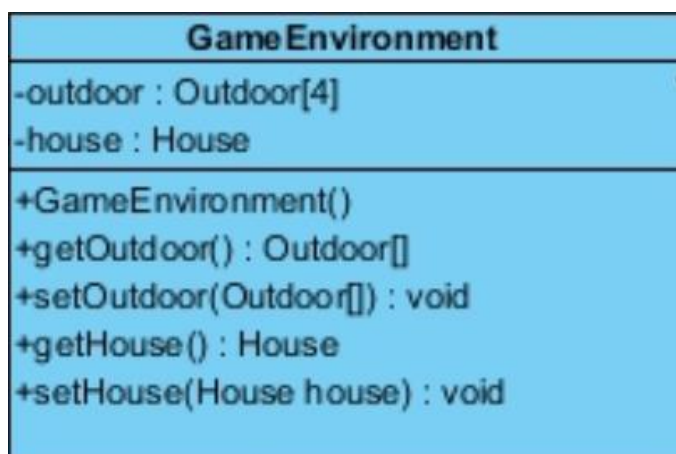 GameEnvironment
-outdoor : Outdoor[4]
-house : House
+GameEnvironment()
+getOutdoor() : Outdoor[]
+setOutdoor(Outdoor[]) : void
+getHouse() : House
+setHouse(House house) : void